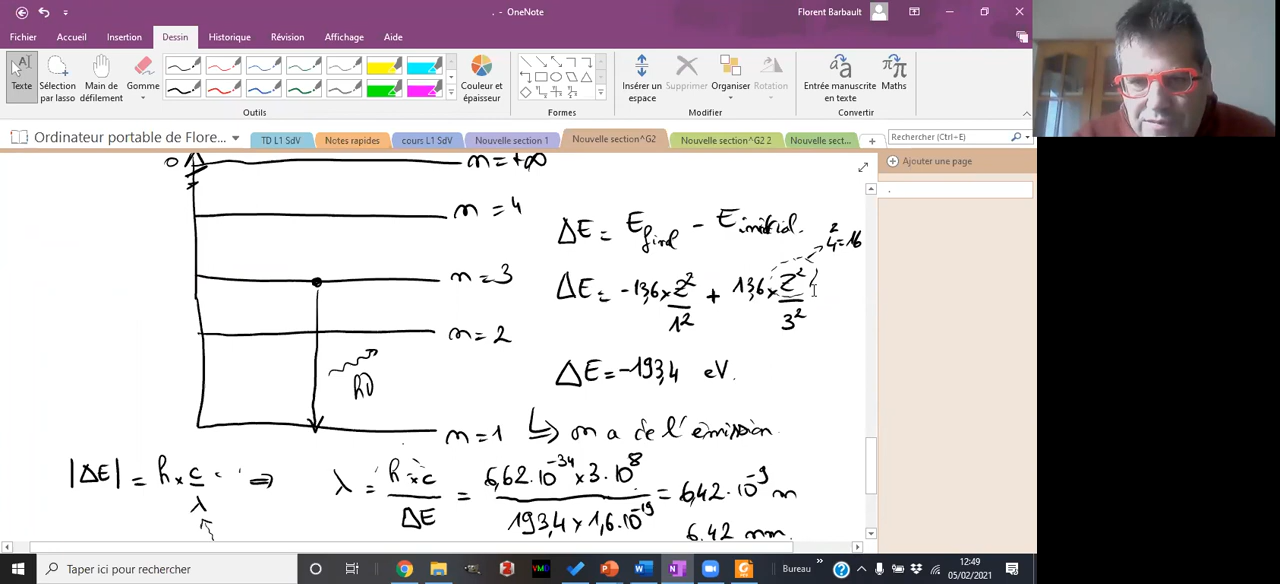 . - OneNote
Florent Barbault
Fichier Accueil Insertion Dessin Historique Révision Affichage Aide
Texte
Sélection par lasso
Main de défilement
Gomme
Couleur et épaisseur
Insérer un espace
Supprimer
Organiser
Rotation
Entrée manuscrite en texte
Maths
Outils
Formes
Modifier
Convertir
Ordinateur portable de Flore...
TD L1 SdV
Notes rapides
cours L1 SdV
Nouvelle section 1
Nouvelle section^G2
Nouvelle section^G2 2
Nouvelle sect...
Rechercher (Ctrl+E)
Ajouter une page
.
0
n = +∞
n = 4
n = 3
n = 2
n = 1
hν
ΔE = E final - E initial.
4² = 16
ΔE = -13,6 × Z²/1² + 13,6 × Z²/3²
ΔE = -193,4 eV.
↳ on a de l'émission.
|ΔE| = h × c/λ ⇒ λ = h × c/ΔE = 6,62.10⁻³⁴ × 3.10⁸/193,4 × 1,6.10⁻¹⁹ = 6,42.10⁻⁹ m
6.42 nm.
Taper ici pour rechercher
Bureau
12:49
05/02/2021